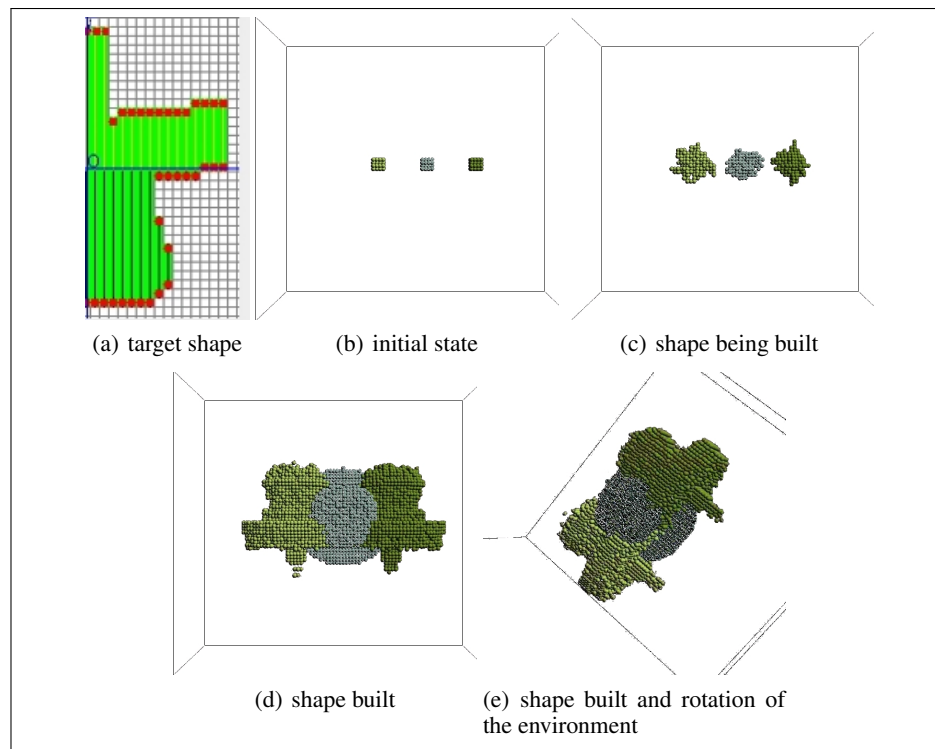 O
(a) target shape
(b) initial state
(c) shape being built
(d) shape built
(e) shape built and rotation of
the environment